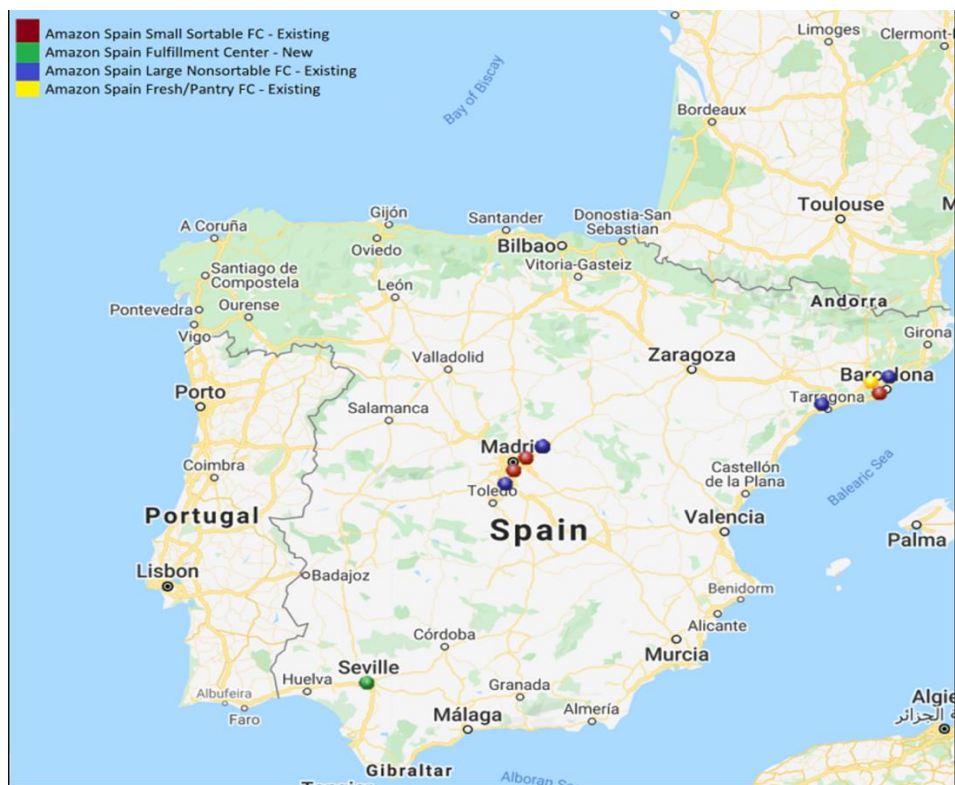 Amazon Spain Small Sortable FC - Existing
Amazon Spain Fulfillment Center - New
Amazon Spain Large Nonsortable FC - Existing
Amazon Spain Fresh/Pantry FC - Existing
Limoges
Clermont-
Bay of Biscay
Bordeaux
Toulouse
Gijón
Santander
Donostia-San
Sebastian
A Coruña
Oviedo
Bilbao
Vitoria-Gasteiz
Santiago de
Compostela
León
Andorra
Pontevedra
Ourense
Vigo
Girona
Valladolid
Zaragoza
Barcelona
Porto
Tarragona
Salamanca
Madrid
Coimbra
Castellón
de la Plana
Balearic Sea
Toledo
Portugal
Spain
Valencia
Palma
Lisbon
Badajoz
Benidorm
Alicante
Córdoba
Murcia
Seville
Huelva
Granada
Albufeira
Faro
Almería
Málaga
Algie
ة الجزائر
Gibraltar
Alboran S